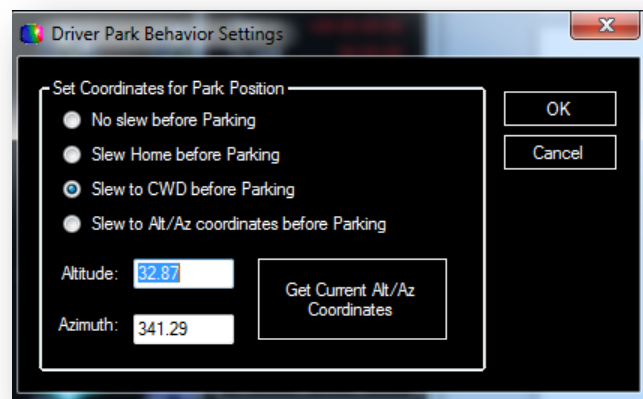 Driver Park Behavior Settings
Set Coordinates for Park Position
No slew before Parking
Slew Home before Parking
Slew to CWD before Parking
Slew to Alt/Az coordinates before Parking
Altitude: 32.87
Azimuth: 341.29
Get Current Alt/Az
Coordinates
OK
Cancel